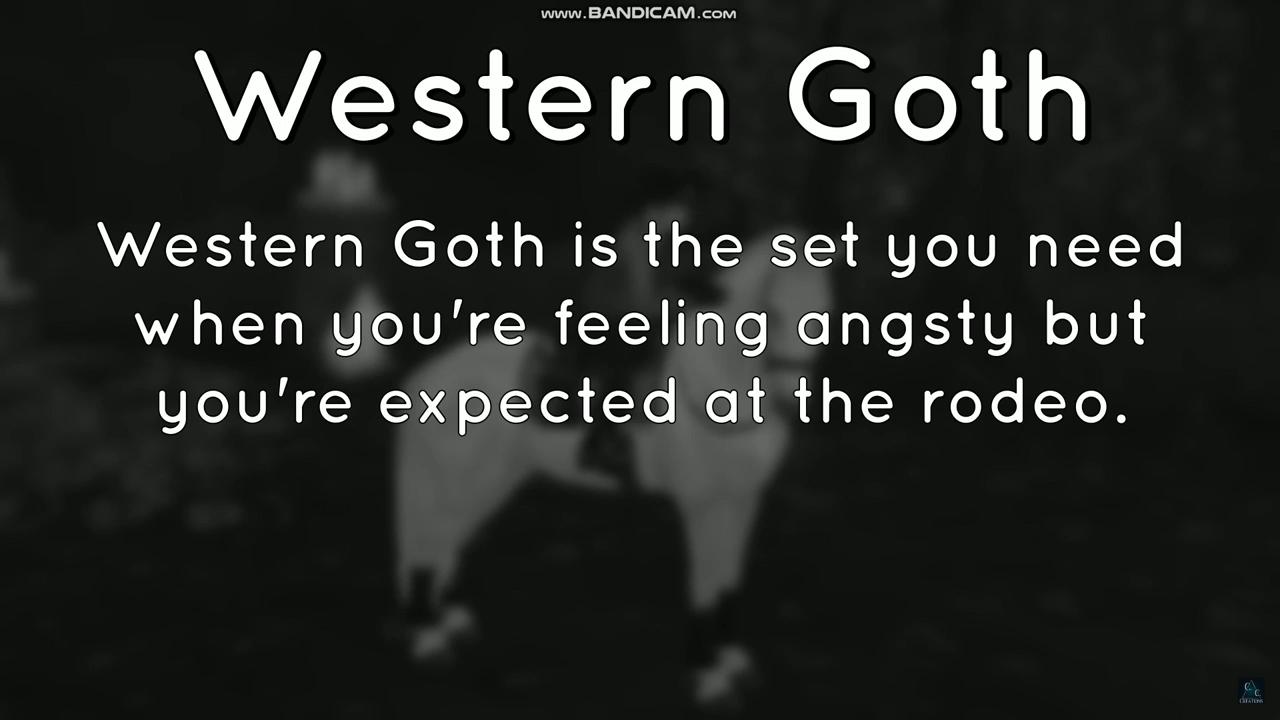 www.BANDICAM.com
Western Goth
Western Goth is the set you need
when you're feeling angsty but
you're expected at the rodeo.